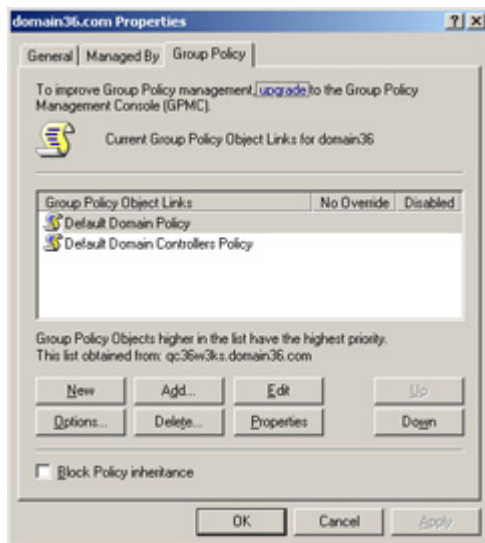 domain36.com Properties
General Managed By Group Policy
To improve Group Policy management, upgrade to the Group Policy
Management Console (GPMC).
Current Group Policy Object Links for domain36
Group Policy Object Links No Override Disabled
Default Domain Policy
Default Domain Controllers Policy
Group Policy Objects higher in the list have the highest priority.
This list obtained from: qc36w3ks.domain36.com
New Add... Edit Up
Options... Delete... Properties Down
Block Policy inheritance
OK Cancel Apply